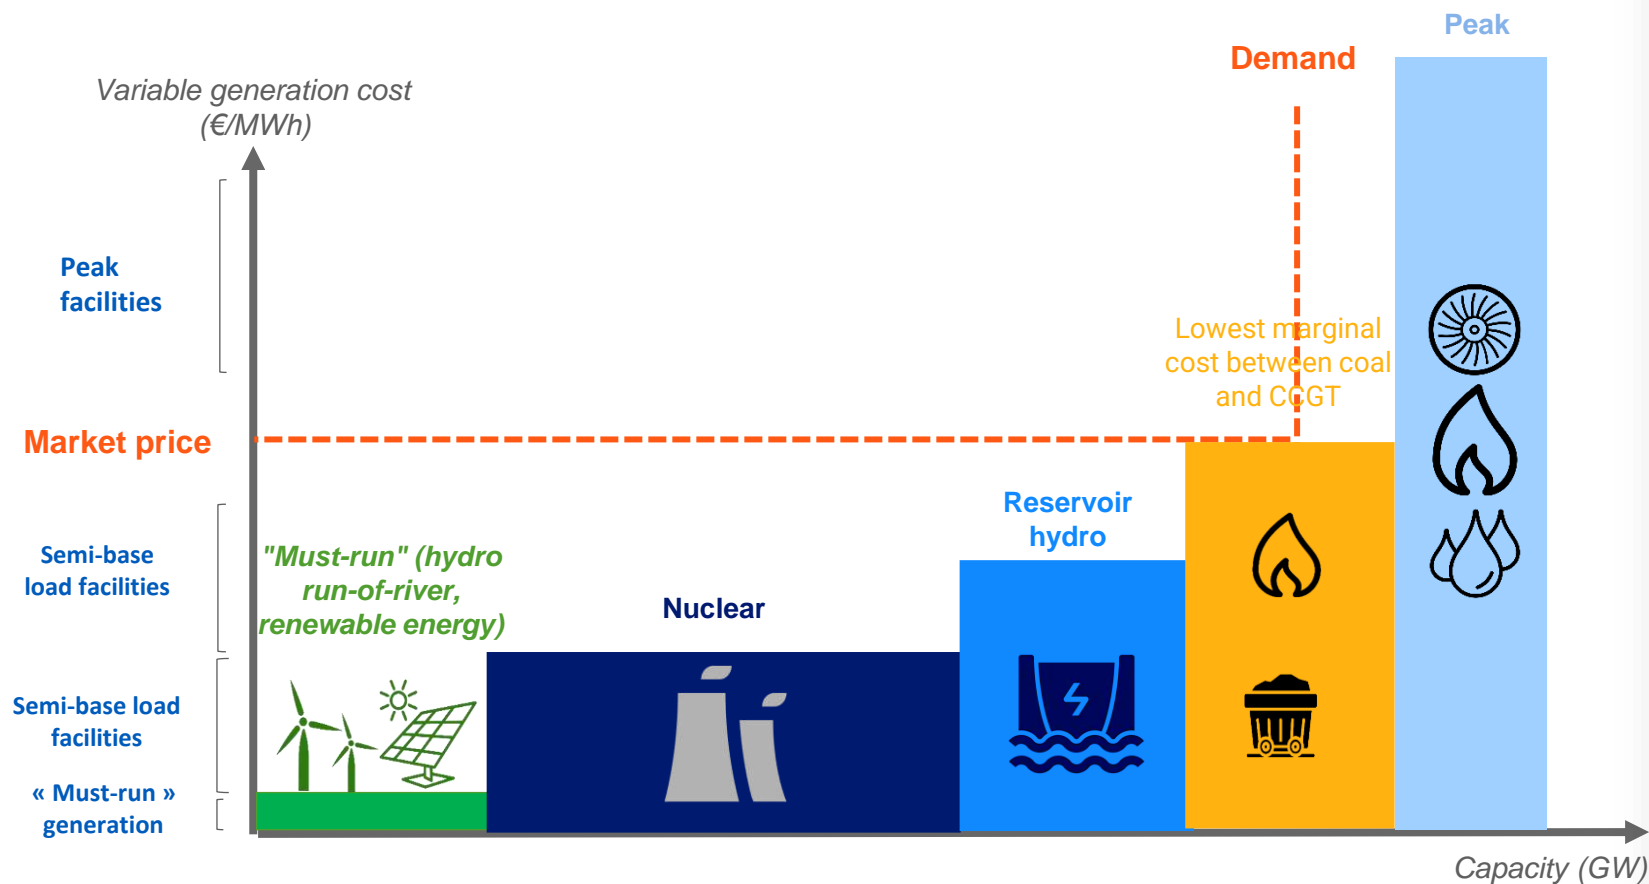 Peak
Demand
Variable generation cost
(€/MWh)
Peak
facilities
Lowest marginal
cost between coal
and CCGT
Market price
Reservoir
hydro
Semi-base
load facilities
"Must-run" (hydro
run-of-river,
renewable energy)
Nuclear
Semi-base load
facilities
« Must-run »
generation
Capacity (GW)